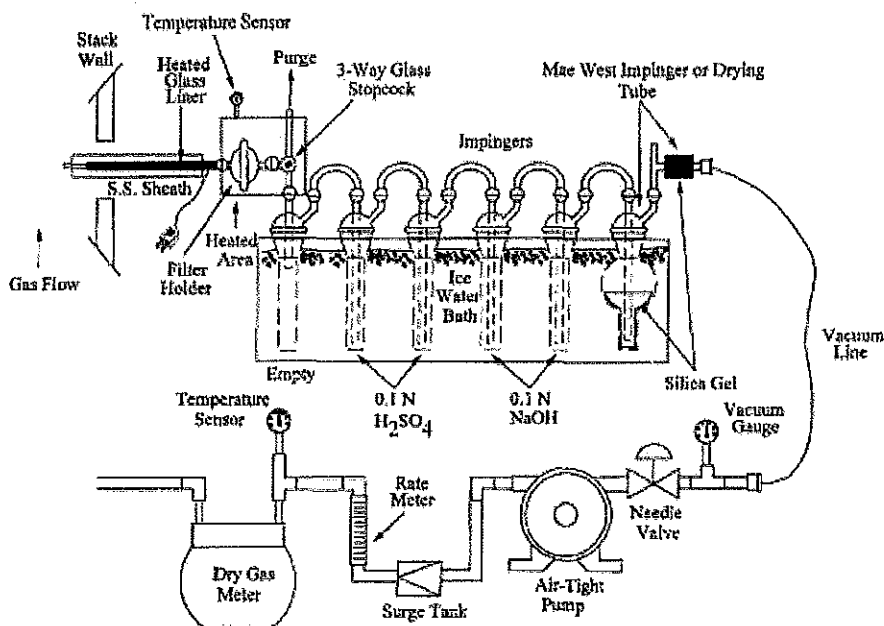 Temperature Sensor
Stack
Wall
Heated
Glass
Liner
Purge
3-Way Glass
Stopcock
Mae West Impinger or Drying
Tube
Impingers
S.S. Sheath
Heated
Area
Filter
Holder
Gas Flow
Ice
Water
Bath
Empty
0.1 N
H2SO4
0.1 N
NaOH
Silica Gel
Vacuum
Line
Temperature
Sensor
Vacuum
Gauge
Rate
Meter
Needle
Valve
Dry Gas
Meter
Surge Tank
Air-Tight
Pump